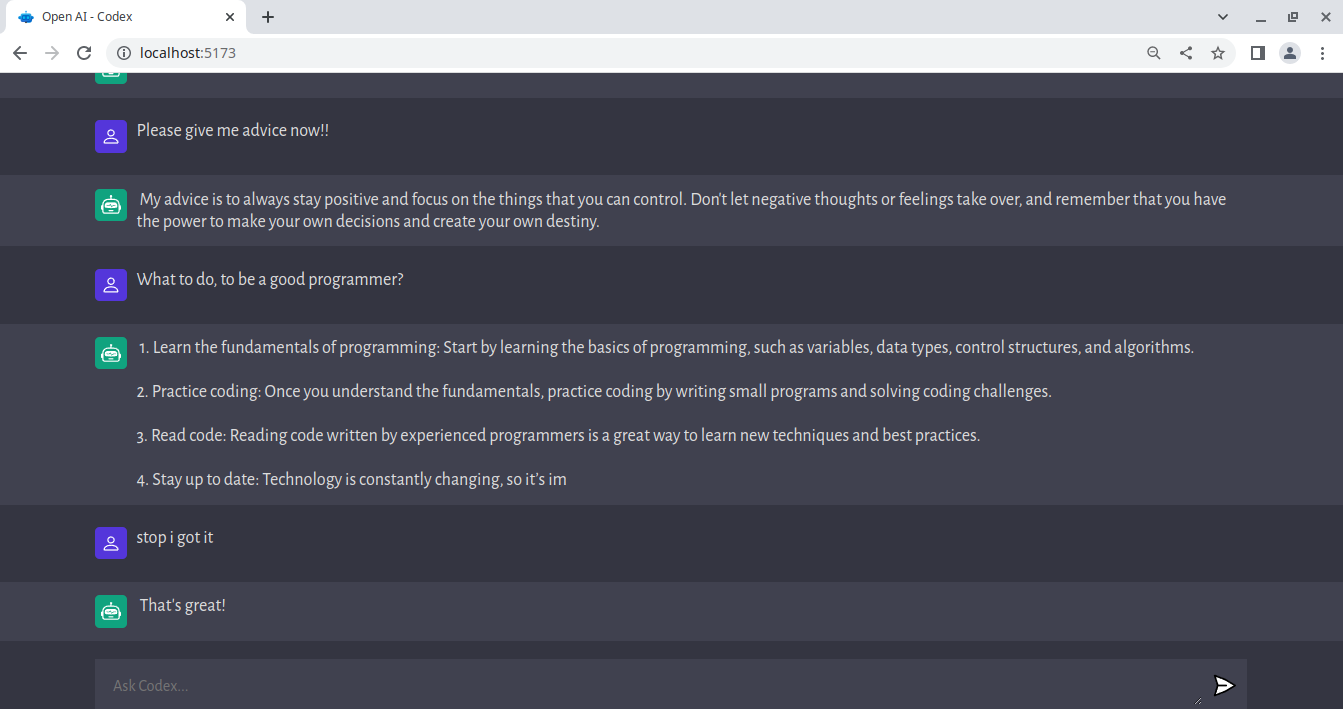 Open AI - Codex
localhost:5173
Please give me advice now!!
My advice is to always stay positive and focus on the things that you can control. Don't let negative thoughts or feelings take over, and remember that you have
the power to make your own decisions and create your own destiny.
What to do, to be a good programmer?
1. Learn the fundamentals of programming: Start by learning the basics of programming, such as variables, data types, control structures, and algorithms.
2. Practice coding: Once you understand the fundamentals, practice coding by writing small programs and solving coding challenges.
3. Read code: Reading code written by experienced programmers is a great way to learn new techniques and best practices.
4. Stay up to date: Technology is constantly changing, so it’s im
stop i got it
That's great!
Ask Codex...